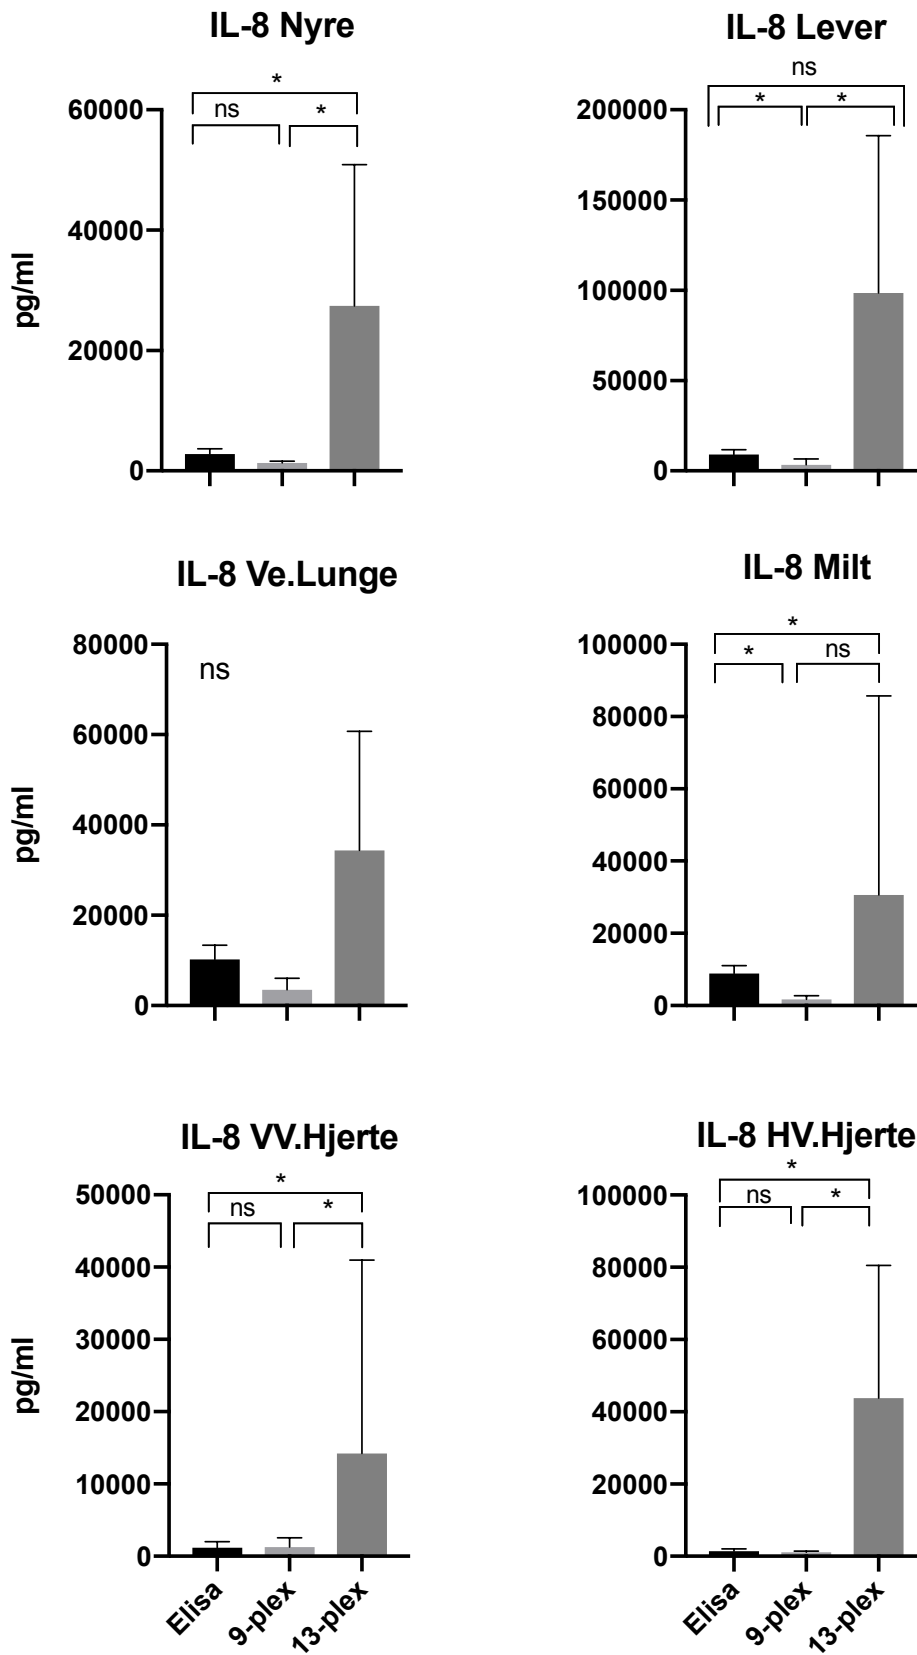 IL-8 Nyre
*
ns
*
60000
40000
20000
0
pg/ml
IL-8 Lever
ns
*
*
200000
150000
100000
50000
0
IL-8 Ve.Lunge
ns
80000
60000
40000
20000
0
pg/ml
IL-8 Milt
*
*
ns
100000
80000
60000
40000
20000
0
IL-8 VV.Hjerte
*
ns
*
50000
40000
30000
20000
10000
0
pg/ml
Elisa
9-plex
13-plex
IL-8 HV.Hjerte
*
ns
*
100000
80000
60000
40000
20000
0
Elisa
9-plex
13-plex